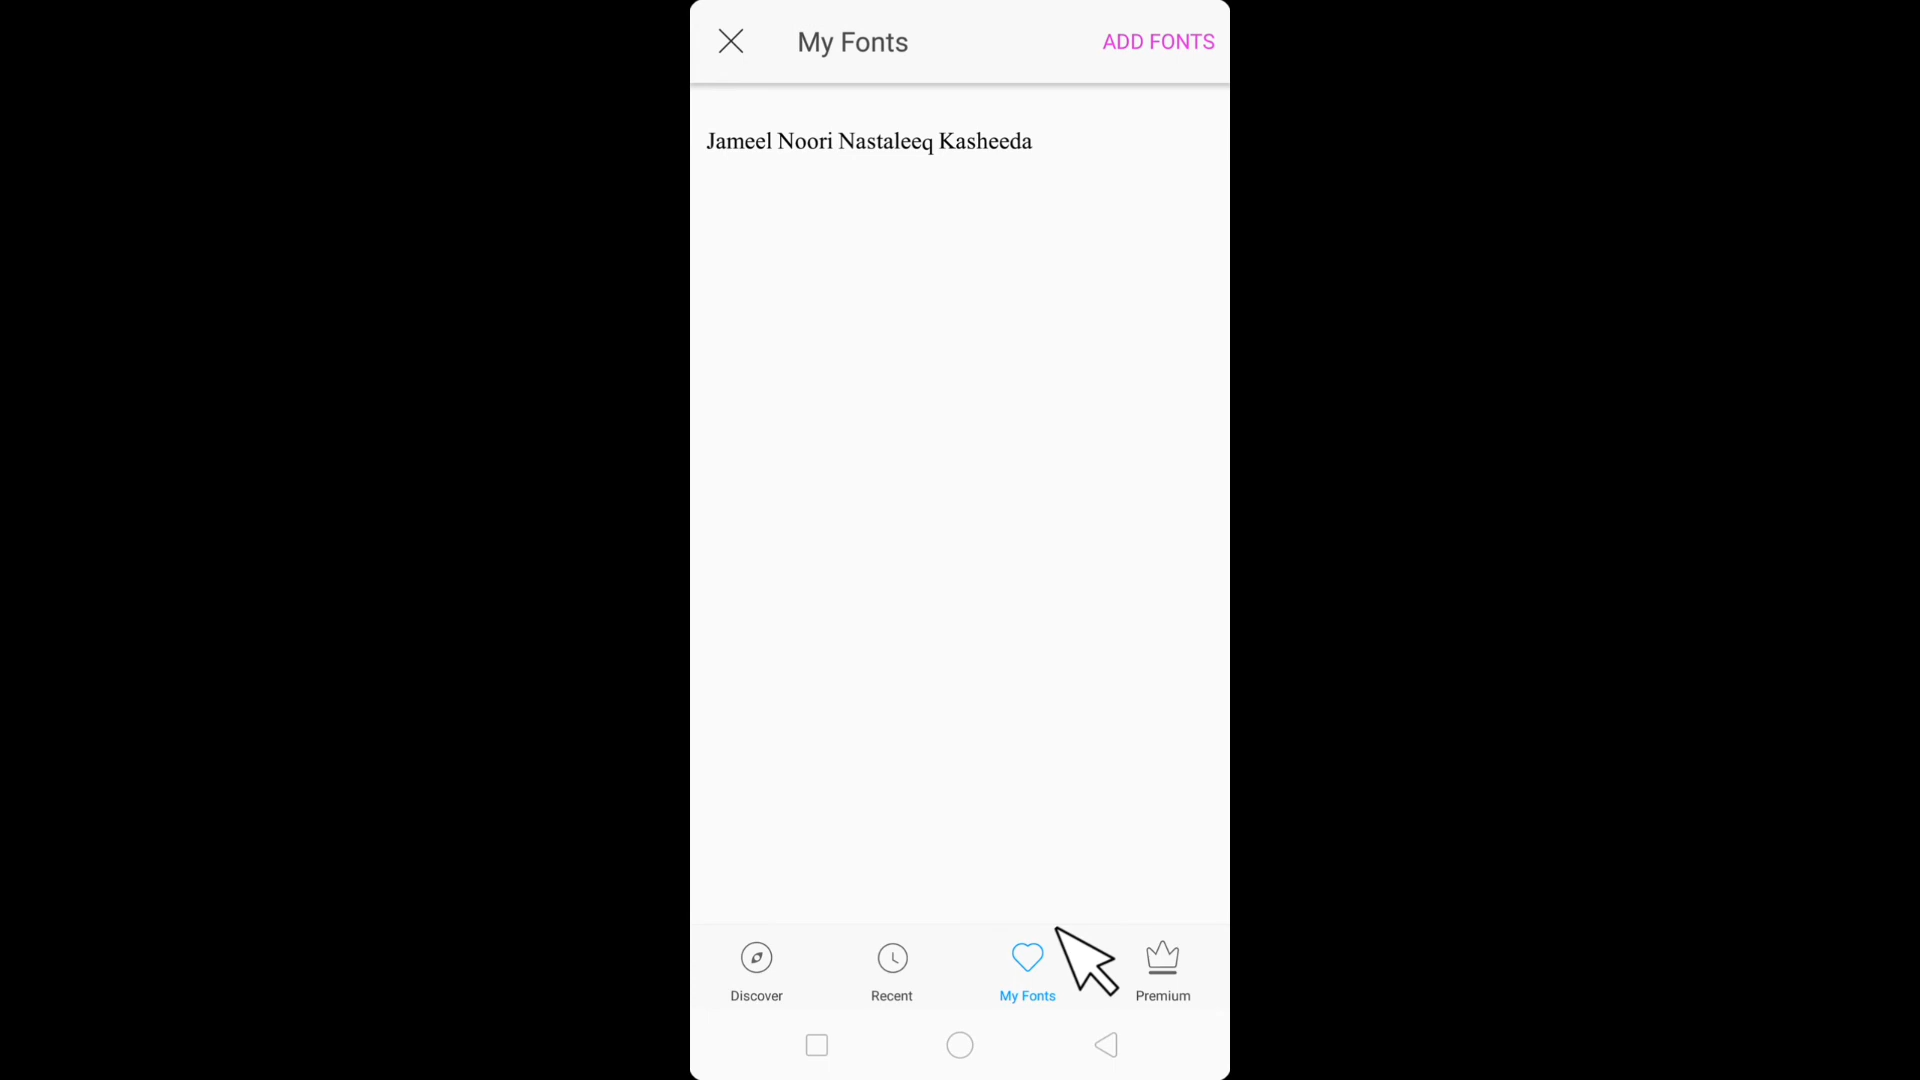 My Fonts
ADD FONTS
Jameel Noori Nastaleeq Kasheeda
Discover
Recent
My Fonts
Premium